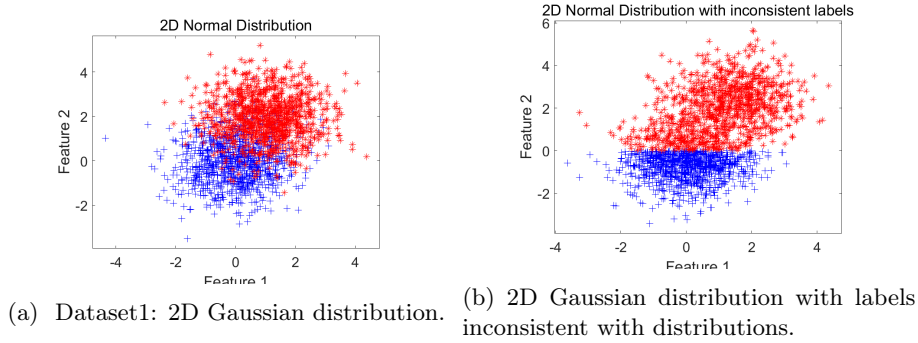 2D Normal Distribution
4
2
0
-2
-4
-2
0
2
4
Feature 2
Feature 1
(a) Dataset1: 2D Gaussian distribution.
2D Normal Distribution with inconsistent labels
6
4
2
0
-2
-4
-2
0
2
4
Feature 2
Feature 1
(b) 2D Gaussian distribution with labels
inconsistent with distributions.